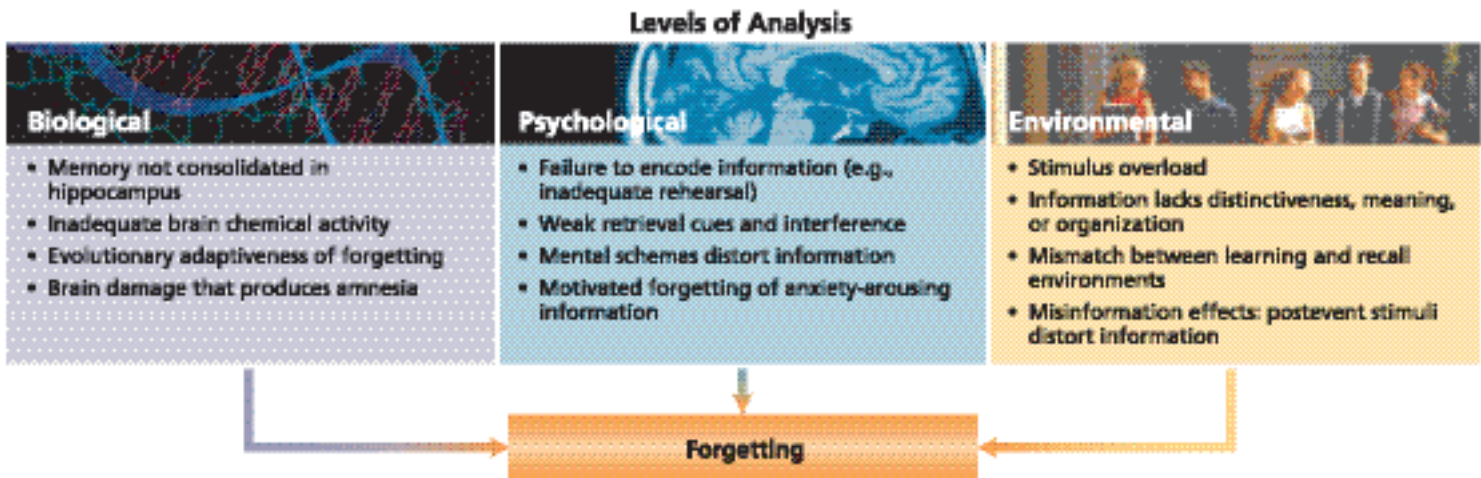 Levels of Analysis
Biological
• Memory not consolidated in
hippocampus
• Inadequate brain chemical activity
• Evolutionary adaptiveness of forgetting
• Brain damage that produces amnesia
Psychological
• Failure to encode information (e.g.,
inadequate rehearsal)
• Weak retrieval cues and interference
• Mental schemas distort information
• Motivated forgetting of anxiety-arousing
information
Environmental
• Stimulus overload
• Information lacks distinctiveness, meaning,
or organization
• Mismatch between learning and recall
environments
• Misinformation effects: postevent stimuli
distort information
Forgetting